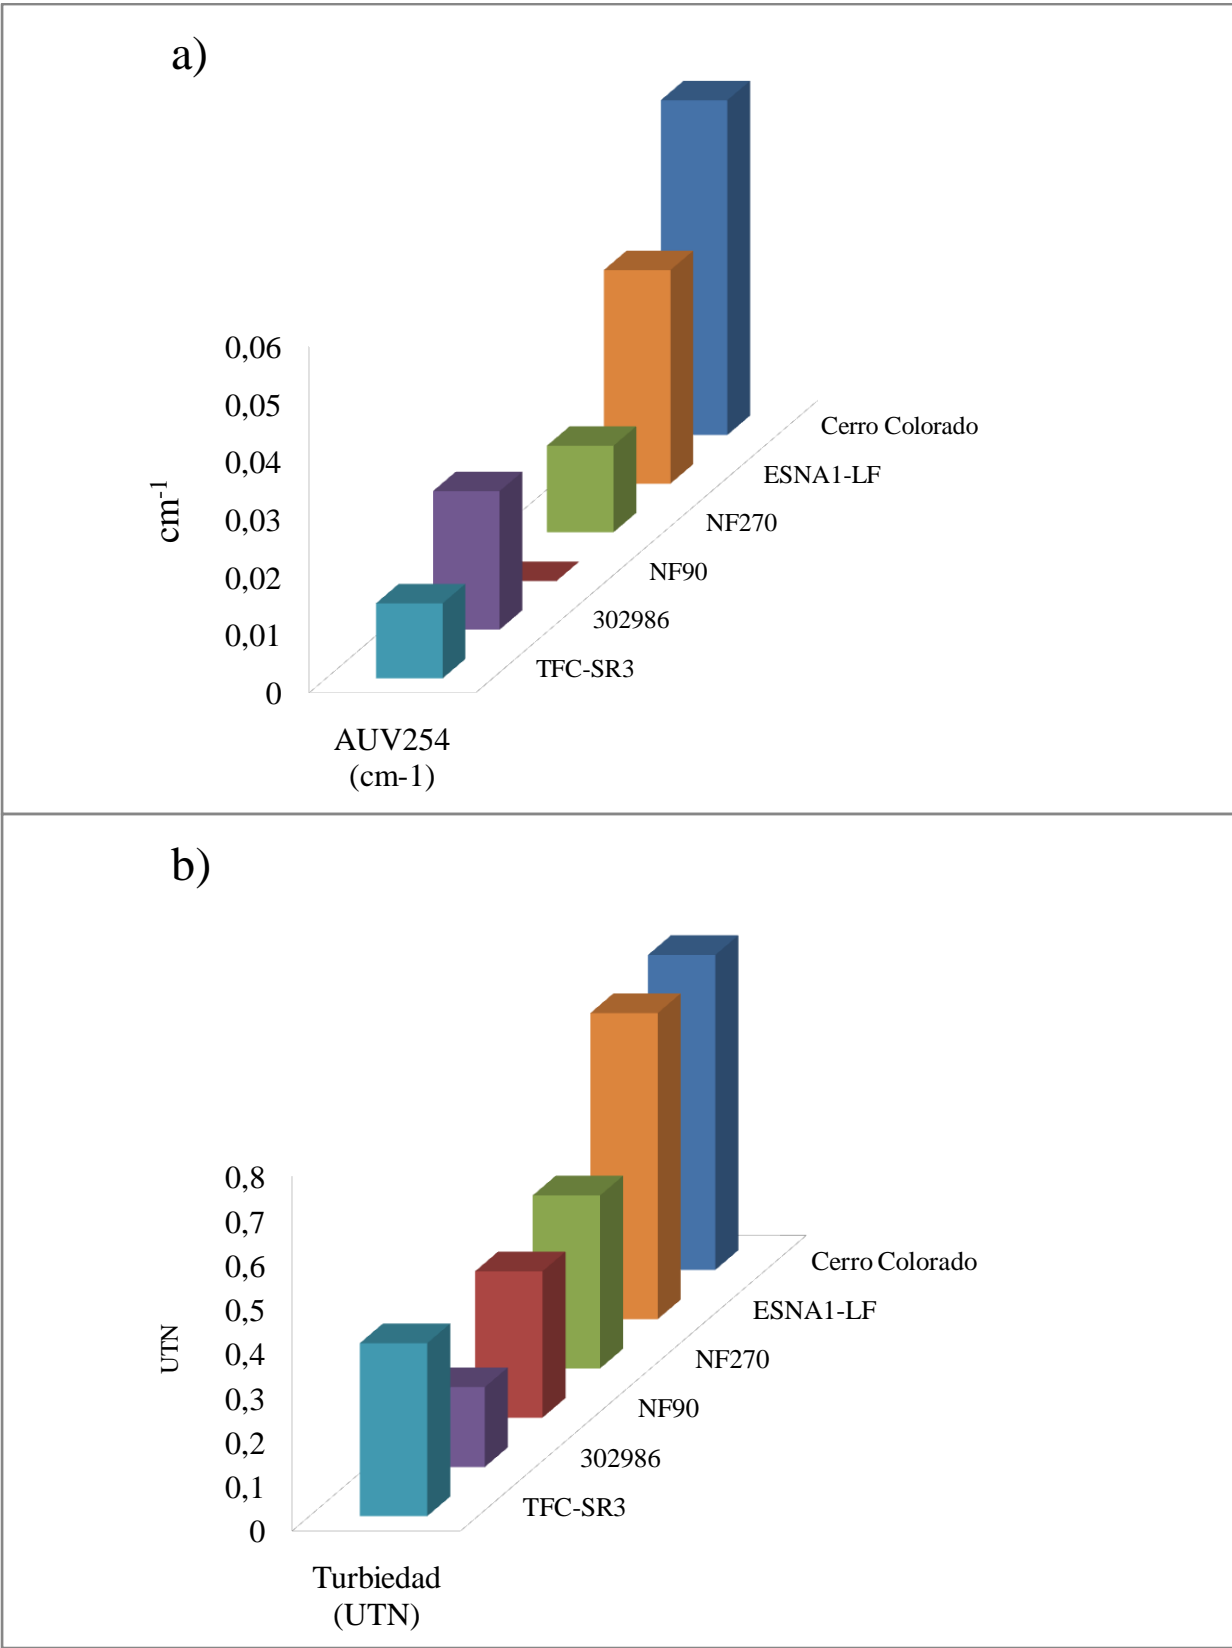 a)
0,06
0,05
0,04
0,03
0,02
0,01
0
cm-1
Cerro Colorado
ESNA1-LF
NF270
NF90
302986
TFC-SR3
AUV254
(cm-1)
b)
0,8
0,7
0,6
0,5
0,4
0,3
0,2
0,1
0
UTN
Cerro Colorado
ESNA1-LF
NF270
NF90
302986
TFC-SR3
Turbiedad
(UTN)